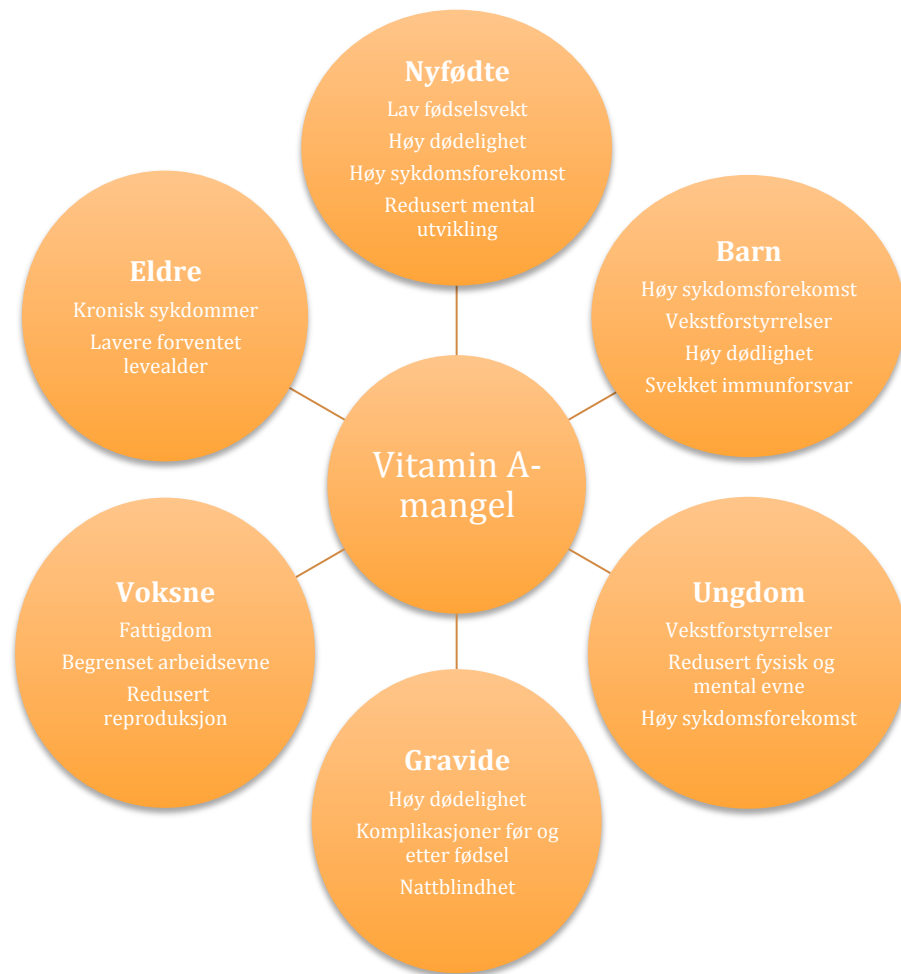 Nyfødte
Lav fødselsvekt
Høy dødelighet
Høy sykdomsforekomst
Redusert mental
utvikling
Barn
Høy sykdomsforekomst
Vekstforstyrrelser
Høy dødlighet
Svekket immunforsvar
Ungdom
Vekstforstyrrelser
Redusert fysisk og
mental evne
Høy sykdomsforekomst
Gravide
Høy dødelighet
Komplikasjoner før og
etter fødsel
Nattblindhet
Voksne
Fattigdom
Begrenset arbeidsevne
Redusert
reproduksjon
Eldre
Kronisk sykdommer
Lavere forventet
levealder
Vitamin A-
mangel